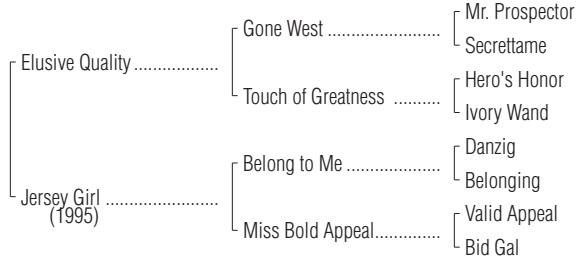 Mr. Prospector
Gone West .....................
Secrettame
Elusive Quality ................
Hero's Honor
Touch of Greatness .........
Ivory Wand
Danzig
Belong to Me .................
Belonging
Jersey Girl .....................
(1995)
Valid Appeal
Miss Bold Appeal............
Bid Gal